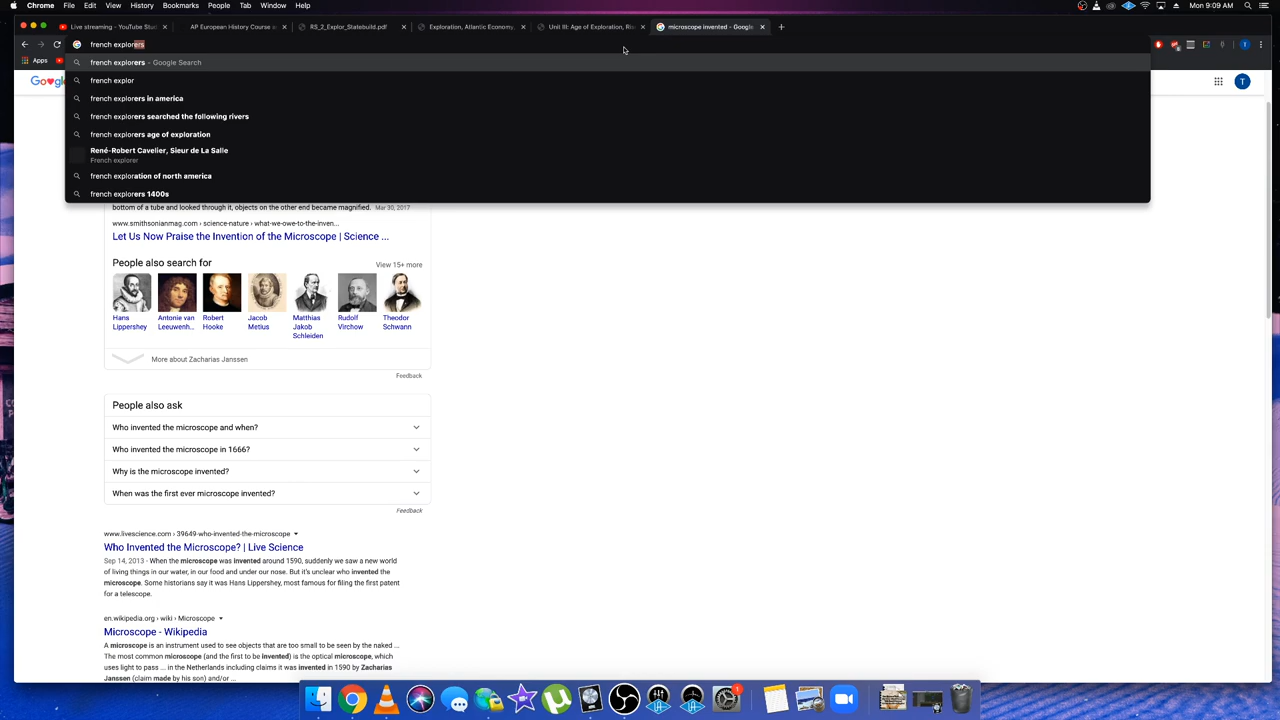 Chrome File Edit View History Bookmarks People Tab Window Help Mon 9:09 AM
Live streaming - YouTube Stud AP European History Course RS_2_Explor_Statebuild.pdf Exploration, Atlantic Economy, Unit III: Age of Exploration, microscope invented - Google
french explorers
french explorers - Google Search
Apps
T
Go gle
T
french explor
french explorers in america
french explorers searched the following rivers
french explorers age of exploration
René-Robert Cavelier, Sieur de La Salle
French explorer
french exploration of north america
french explorers 1400s
bottom of a tube and looked through it, objects on the other end became magnified. Mar 30, 2017
www.smithsonianmag.com › science-nature › what-we-owe-to-the-inven...
Let Us Now Praise the Invention of the Microscope | Science ...
People also search for View 15+ more
Hans Lippershey
Antonie van Leeuwenh...
Robert Hooke
Jacob Metius
Matthias Jakob Schleiden
Rudolf Virchow
Theodor Schwann
More about Zacharias Janssen
Feedback
People also ask
Who invented the microscope and when?
Who invented the microscope in 1666?
Why is the microscope invented?
When was the first ever microscope invented?
Feedback
www.livescience.com › 39649-who-invented-the-microscope
Who Invented the Microscope? | Live Science
Sep 14, 2013 · When the microscope was invented around 1590, suddenly we saw a new world
of living things in our water, in our food and under our nose. But it's unclear who invented the
microscope. Some historians say it was Hans Lippershey, most famous for filing the first patent
for a telescope.
en.wikipedia.org › wiki › Microscope
Microscope - Wikipedia
A microscope is an instrument used to see objects that are too small to be seen by the naked ...
The most common microscope (and the first to be invented) is the optical microscope, which
uses light to pass ... in the Netherlands including claims it was invented in 1590 by Zacharias
Janssen (claim made by his son) and/or ...
1